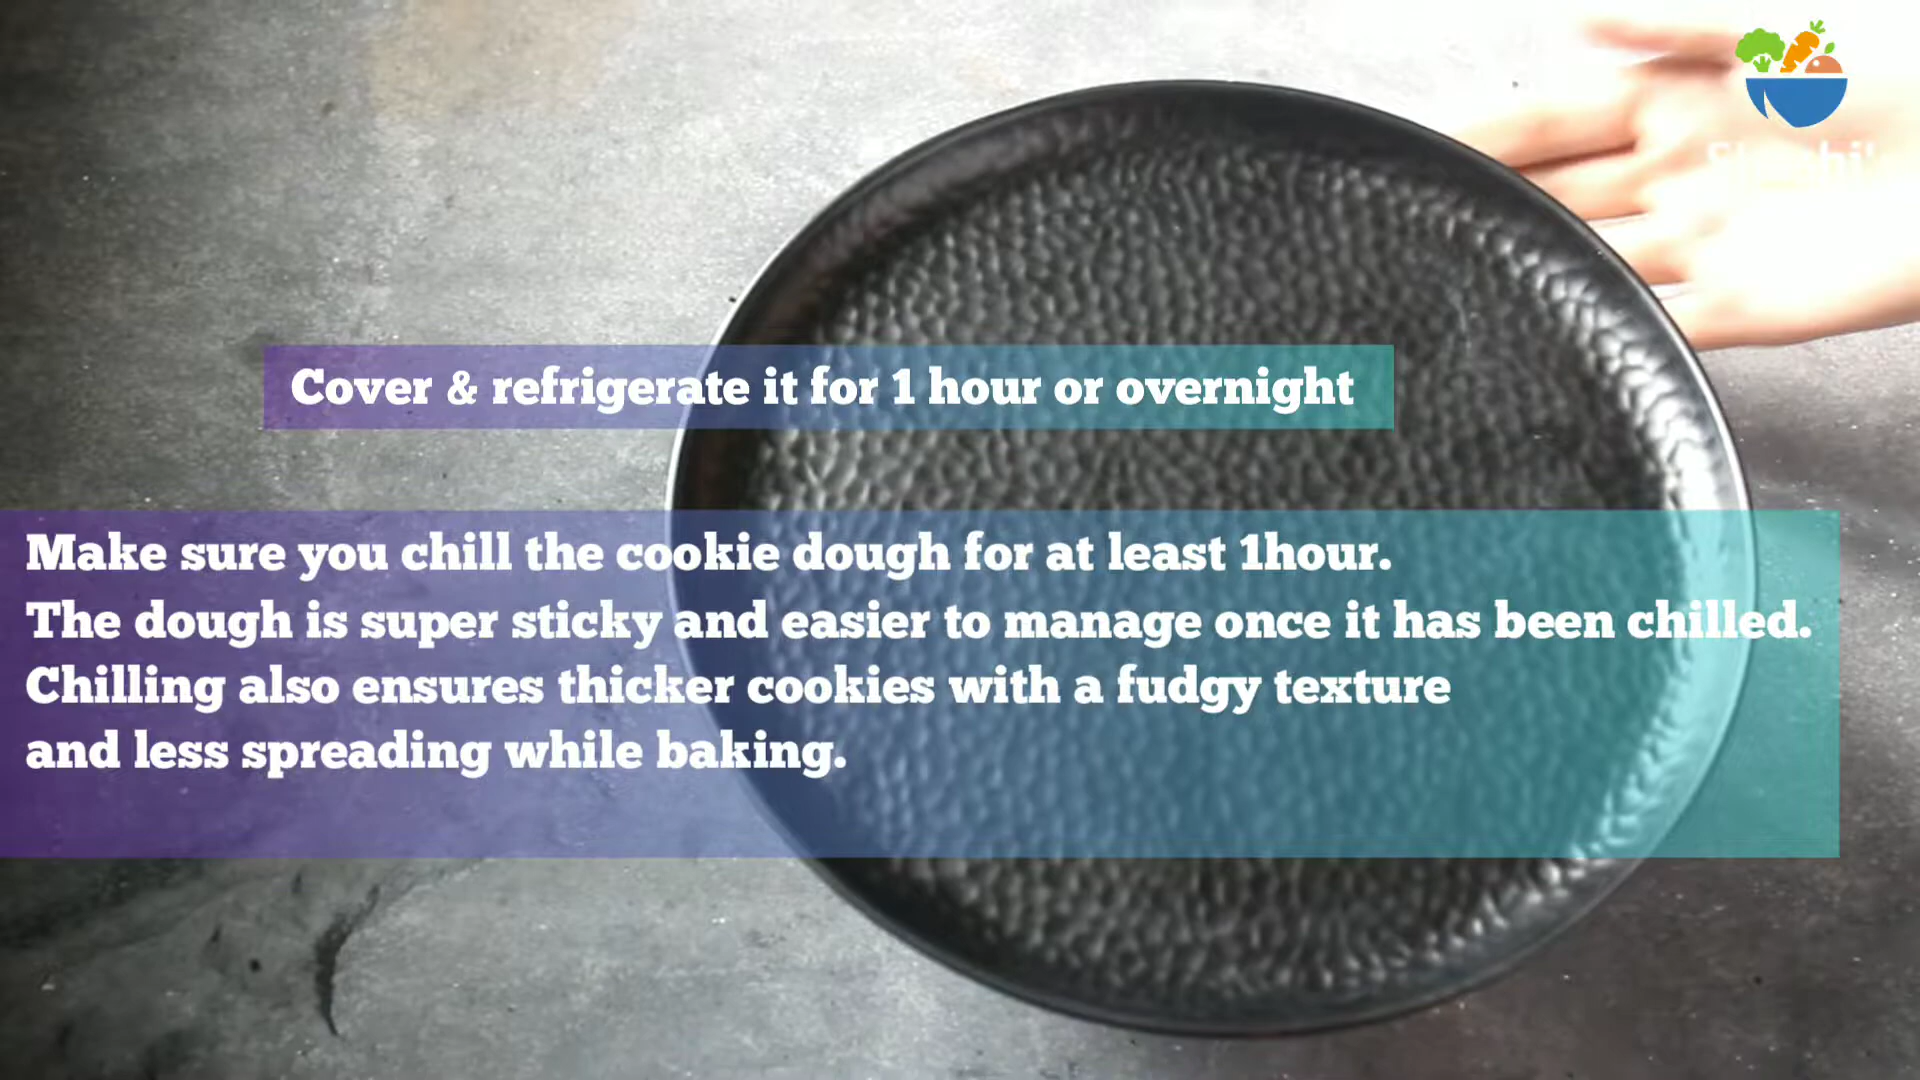 Cover & refrigerate it for 1 hour or overnight
Make sure you chill the cookie dough for at least 1hour.
The dough is super sticky and easier to manage once it has been chilled.
Chilling also ensures thicker cookies with a fudgy texture
and less spreading while baking.